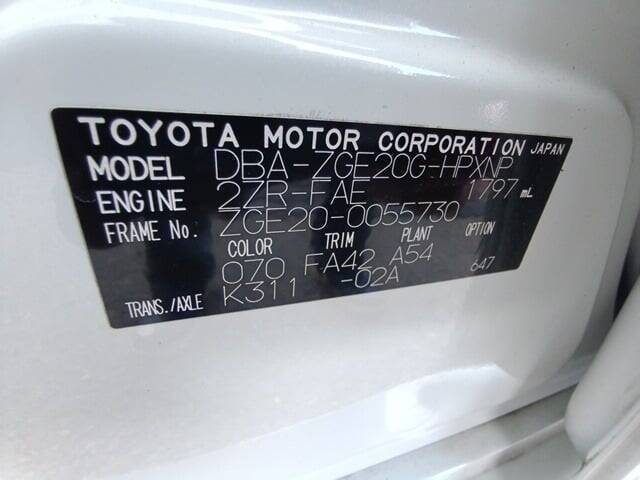 TOYOTA MOTOR CORPORATION JAPAN
MODEL DBA-ZGE20G-HPXNP
ENGINE 2ZR-FAE 1797 mL
FRAME No. ZGE20-0055730
COLOR TRIM PLANT OPTION
070 FA42 A54 647
TRANS./AXLE K311 -02A